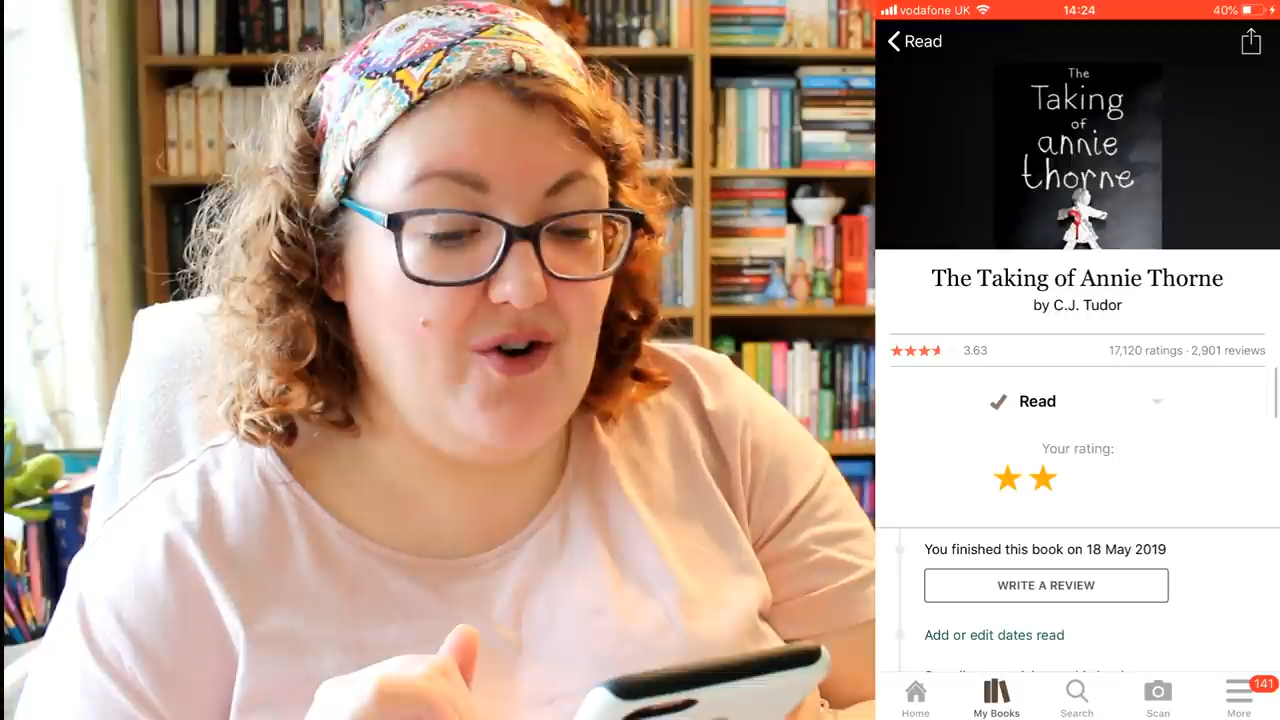 vodafone UK 14:24 40%
Read
The
Taking
of
annie
thorne
The Taking of Annie Thorne
by C.J. Tudor
3.63 17,120 ratings · 2,901 reviews
Read
Your rating:
You finished this book on 18 May 2019
WRITE A REVIEW
Add or edit dates read
141
Home My Books Search Scan More